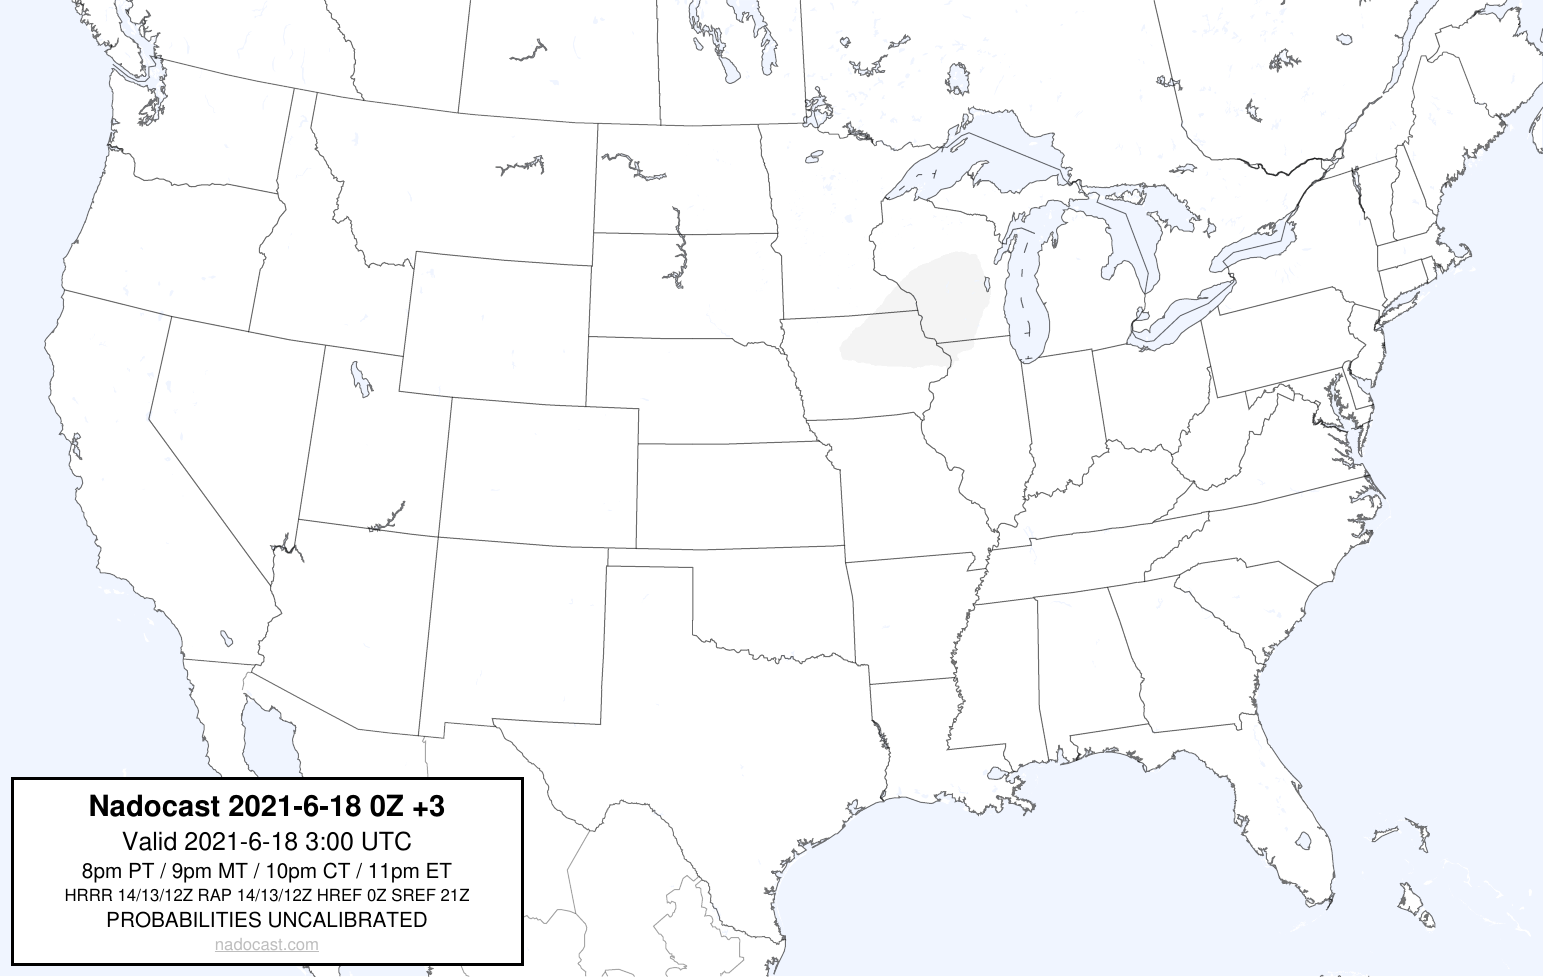 Nadocast 2021-6-18 0Z +3
Valid 2021-6-18 3:00 UTC
8pm PT / 9pm MT / 10pm CT / 11pm ET
HRRR 14/13/12Z RAP 14/13/12Z HREF 0Z SREF 21Z
PROBABILITIES UNCALIBRATED
nadocast.com